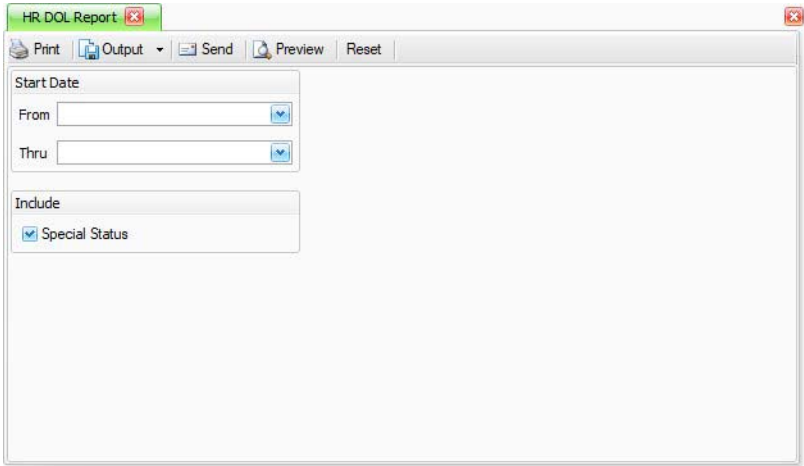 HR DOL Report
Print Output Send Preview Reset
Start Date
From
Thru
Include
Special Status